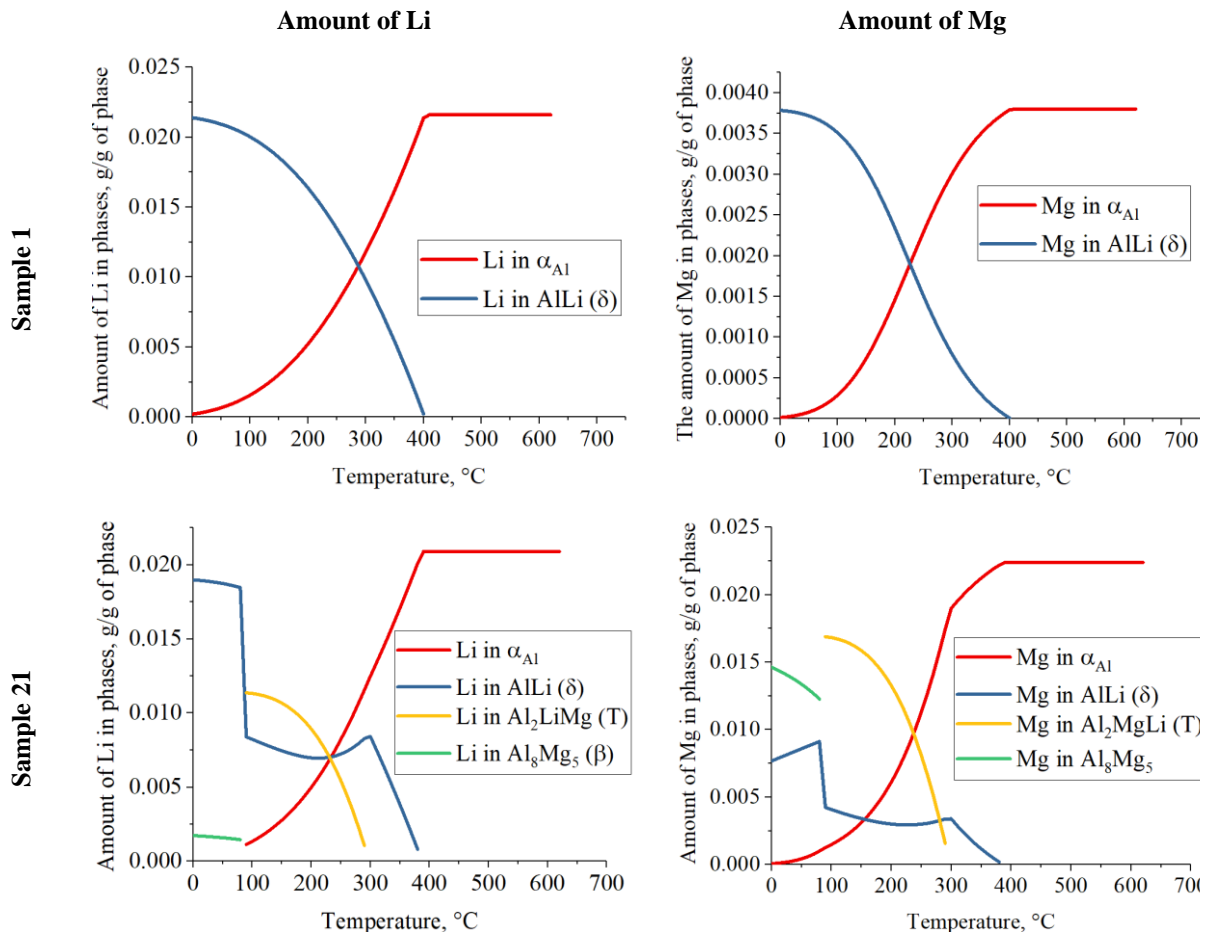 Amount of Li
Amount of Mg
Sample 1
Amount of Li in phases, g/g of phase
0.025
0.020
0.015
0.010
0.005
0.000
0 100 200 300 400 500 600 700
Temperature, °C
Li in αAl
Li in AlLi (δ)
The amount of Mg in phases, g/g of phase
0.0040
0.0035
0.0030
0.0025
0.0020
0.0015
0.0010
0.0005
0.0000
0 100 200 300 400 500 600 700
Temperature, °C
Mg in αAl
Mg in AlLi (δ)
Sample 21
Amount of Li in phases, g/g of phase
0.020
0.015
0.010
0.005
0.000
0 100 200 300 400 500 600 700
Temperature, °C
Li in αAl
Li in AlLi (δ)
Li in Al₂LiMg (T)
Li in Al₈Mg₅ (β)
Amount of Mg in phases, g/g of phase
0.025
0.020
0.015
0.010
0.005
0.000
0 100 200 300 400 500 600 700
Temperature, °C
Mg in αAl
Mg in AlLi (δ)
Mg in Al₂MgLi (T)
Mg in Al₈Mg₅